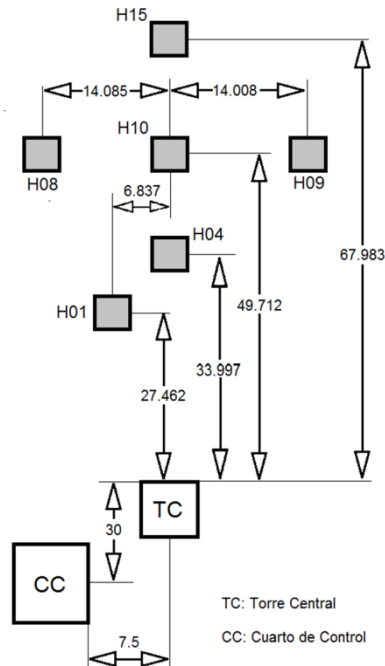 H15
14.085
14.008
H10
H08
H09
6.837
H04
67.983
H01
49.712
33.997
27.462
TC
30
CC
TC: Torre Central
CC: Cuarto de Control
7.5